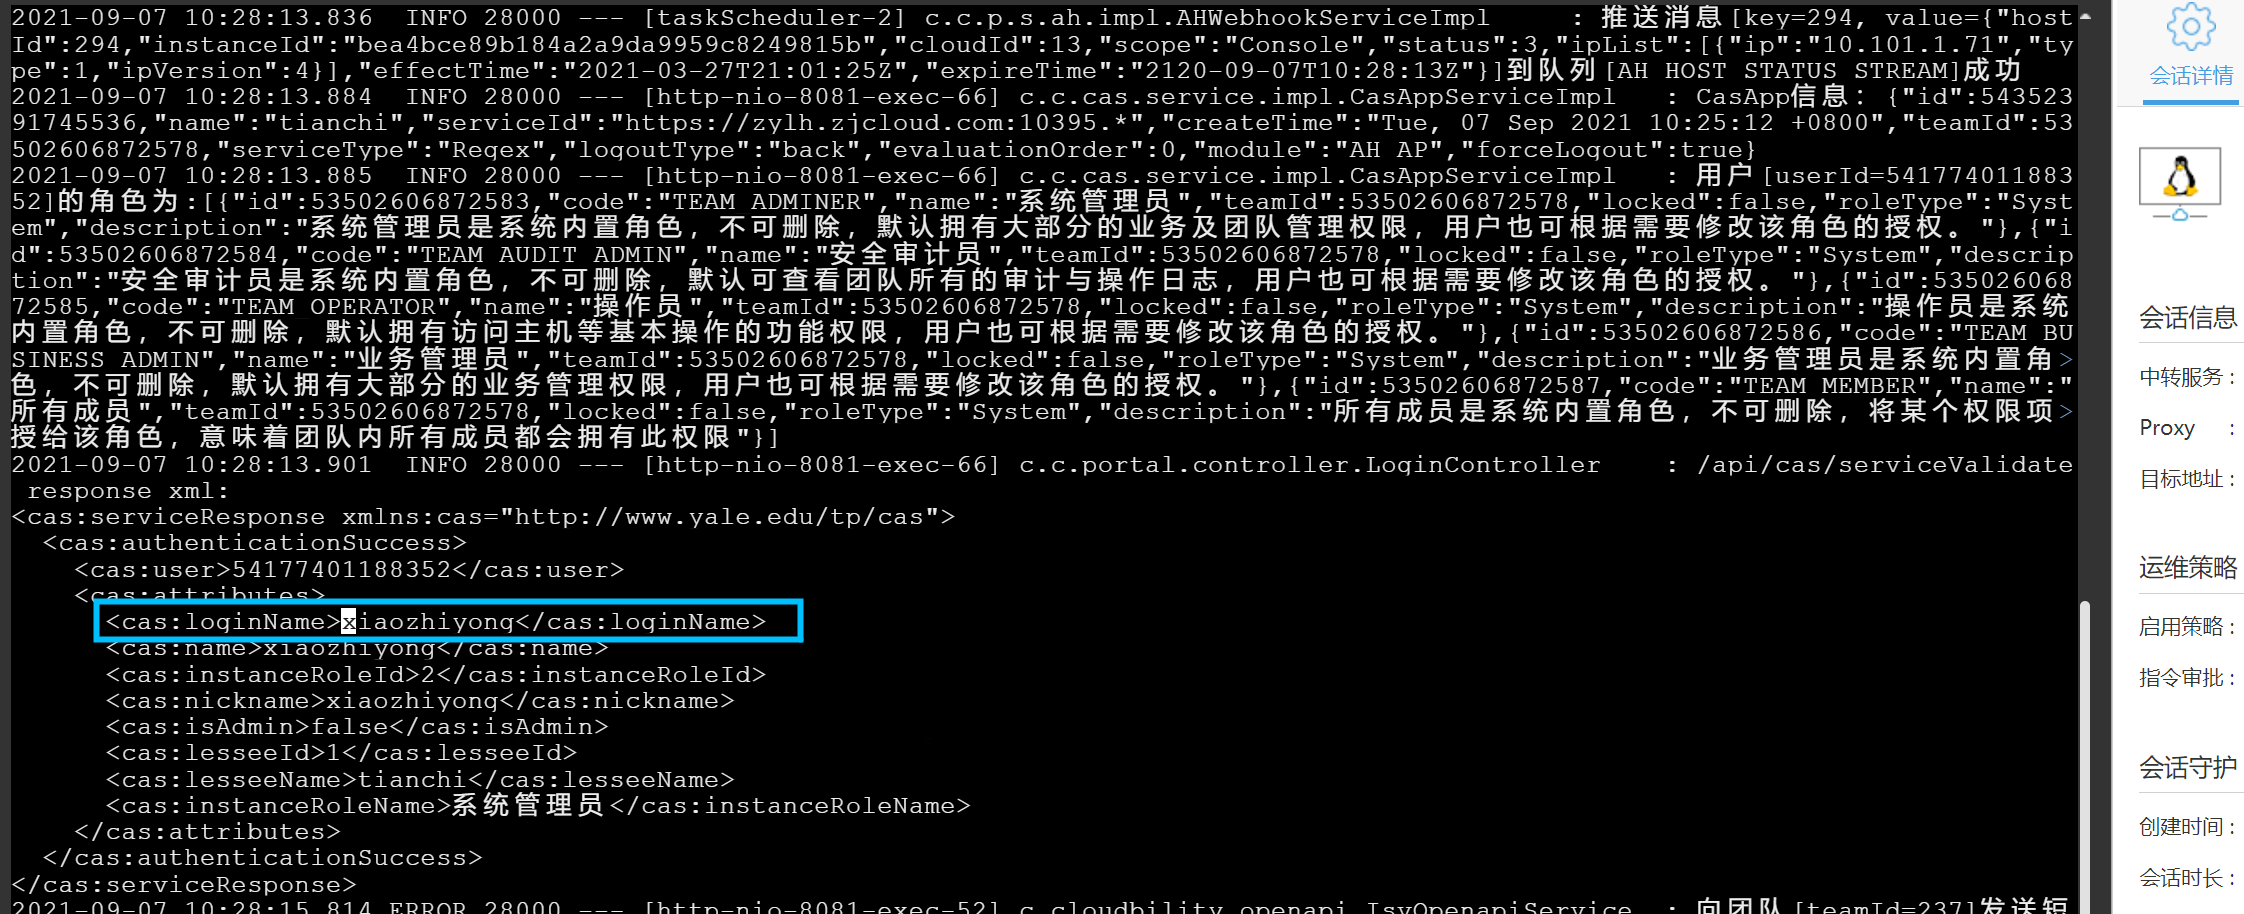 2021-09-07 10:28:13.836  INFO 28000 --- [taskScheduler-2] c.c.p.s.ah.impl.AHWebhookServiceImpl     : 推送消息[key=294, value={"host
Id":294,"instanceId":"bea4bce89b184a2a9da9959c8249815b","cloudId":13,"scope":"Console","status":3,"ipList":[{"ip":"10.101.1.71","ty
pe":1,"ipVersion":4}],"effectTime":"2021-03-27T21:01:25Z","expireTime":"2120-09-07T10:28:13Z"}]到队列[AH_HOST_STATUS_STREAM]成功
2021-09-07 10:28:13.884  INFO 28000 --- [http-nio-8081-exec-66] c.c.cas.service.impl.CasAppServiceImpl   : CasApp信息: {"id":543523
91745536,"name":"tianchi","serviceId":"https://zylh.zjcloud.com:10395.*","createTime":"Tue, 07 Sep 2021 10:25:12 +0800","teamId":53
502606872578,"serviceType":"Regex","logoutType":"back","evaluationOrder":0,"module":"AH_AP","forceLogout":true}
2021-09-07 10:28:13.885  INFO 28000 --- [http-nio-8081-exec-66] c.c.cas.service.impl.CasAppServiceImpl   : 用户[userId=541774011883
52]的角色为:[{"id":53502606872583,"code":"TEAM_ADMINER","name":"系统管理员","teamId":53502606872578,"locked":false,"roleType":"Syst
em","description":"系统管理员是系统内置角色，不可删除，默认拥有大部分的业务及团队管理权限，用户也可根据需要修改该角色的授权。"},{"i
d":53502606872584,"code":"TEAM_AUDIT_ADMIN","name":"安全审计员","teamId":53502606872578,"locked":false,"roleType":"System","descrip
tion":"安全审计员是系统内置角色，不可删除，默认可查看团队所有的审计与操作日志，用户也可根据需要修改该角色的授权。"},{"id":535026068
72585,"code":"TEAM_OPERATOR","name":"操作员","teamId":53502606872578,"locked":false,"roleType":"System","description":"操作员是系统
内置角色，不可删除，默认拥有访问主机等基本操作的功能权限，用户也可根据需要修改该角色的授权。"},{"id":53502606872586,"code":"TEAM_BU
SINESS_ADMIN","name":"业务管理员","teamId":53502606872578,"locked":false,"roleType":"System","description":"业务管理员是系统内置角>
色，不可删除，默认拥有大部分的业务管理权限，用户也可根据需要修改该角色的授权。"},{"id":53502606872587,"code":"TEAM_MEMBER","name":"
所有成员","teamId":53502606872578,"locked":false,"roleType":"System","description":"所有成员是系统内置角色，不可删除，将某个权限项>
授给该角色，意味着团队内所有成员都会拥有此权限"}]
2021-09-07 10:28:13.901  INFO 28000 --- [http-nio-8081-exec-66] c.c.portal.controller.LoginController    : /api/cas/serviceValidate
 response xml:
<cas:serviceResponse xmlns:cas="http://www.yale.edu/tp/cas">
  <cas:authenticationSuccess>
    <cas:user>54177401188352</cas:user>
    <cas:attributes>
      <cas:loginName>xiaozhiyong</cas:loginName>
      <cas:name>xiaozhiyong</cas:name>
      <cas:instanceRoleId>2</cas:instanceRoleId>
      <cas:nickname>xiaozhiyong</cas:nickname>
      <cas:isAdmin>false</cas:isAdmin>
      <cas:lesseeId>1</cas:lesseeId>
      <cas:lesseeName>tianchi</cas:lesseeName>
      <cas:instanceRoleName>系统管理员</cas:instanceRoleName>
    </cas:attributes>
  </cas:authenticationSuccess>
</cas:serviceResponse>
2021-09-07 10:28:15.814 ERROR 28000 --- [http-nio-8081-exec-52] c.cloudbility.openapi.IsvOpenapiService  : 向团队[teamId=237]发送短
会话详情
会话信息
中转服务：
Proxy ：
目标地址：
运维策略
启用策略：
指令审批：
会话守护
创建时间：
会话时长：